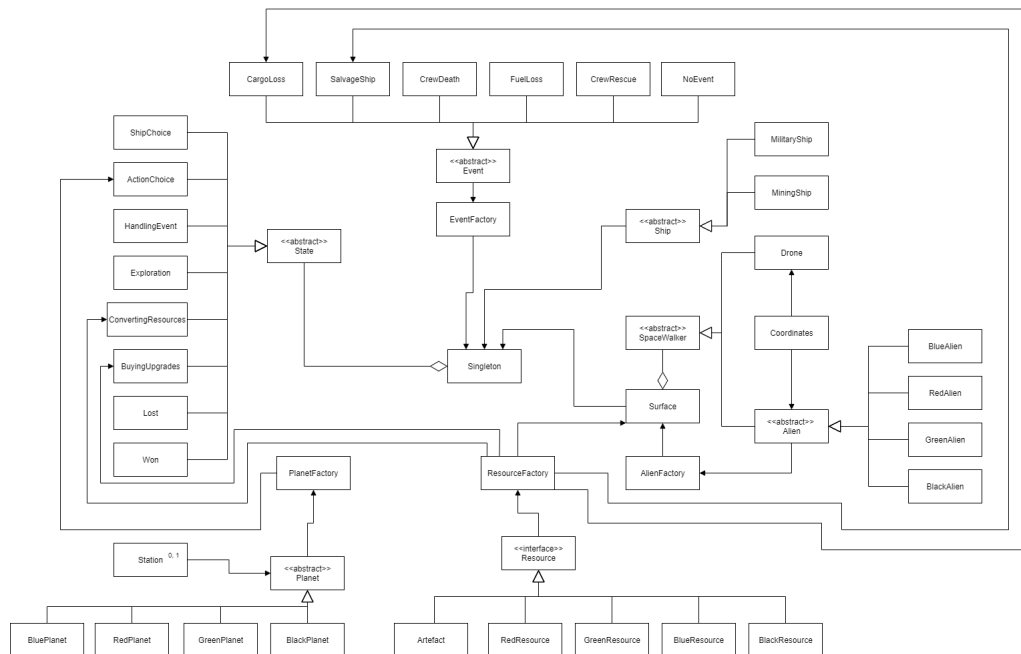 CargoLoss
SalvageShip
CrewDeath
FuelLoss
CrewRescue
NoEvent
ShipChoice
MilitaryShip
<<abstract>>
Event
ActionChoice
MiningShip
EventFactory
<<abstract>>
Ship
HandlingEvent
<<abstract>>
State
Drone
Exploration
ConvertingResources
<<abstract>>
SpaceWalker
Coordinates
BlueAlien
BuyingUpgrades
Singleton
RedAlien
Lost
Surface
<<abstract>>
Alien
GreenAlien
Won
PlanetFactory
ResourceFactory
AlienFactory
BlackAlien
Station
0, 1
<<abstract>>
Planet
<<interface>>
Resource
BluePlanet
RedPlanet
GreenPlanet
BlackPlanet
Artefact
RedResource
GreenResource
BlueResource
BlackResource